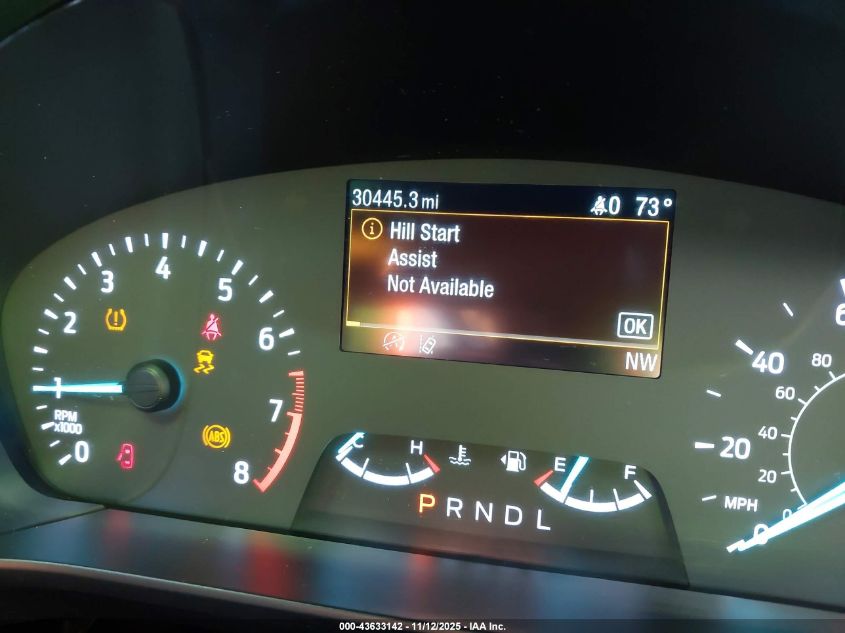 30445.3 mi
0 73°
Hill Start
Assist
Not Available
OK
NW
0
1
2
3
4
5
6
7
8
RPM
x1000
ABS
C H
E F
P R N D L
0
20
40
6
MPH
0
20
40
60
80
000-43633142 - 11/12/2025 - IAA Inc.